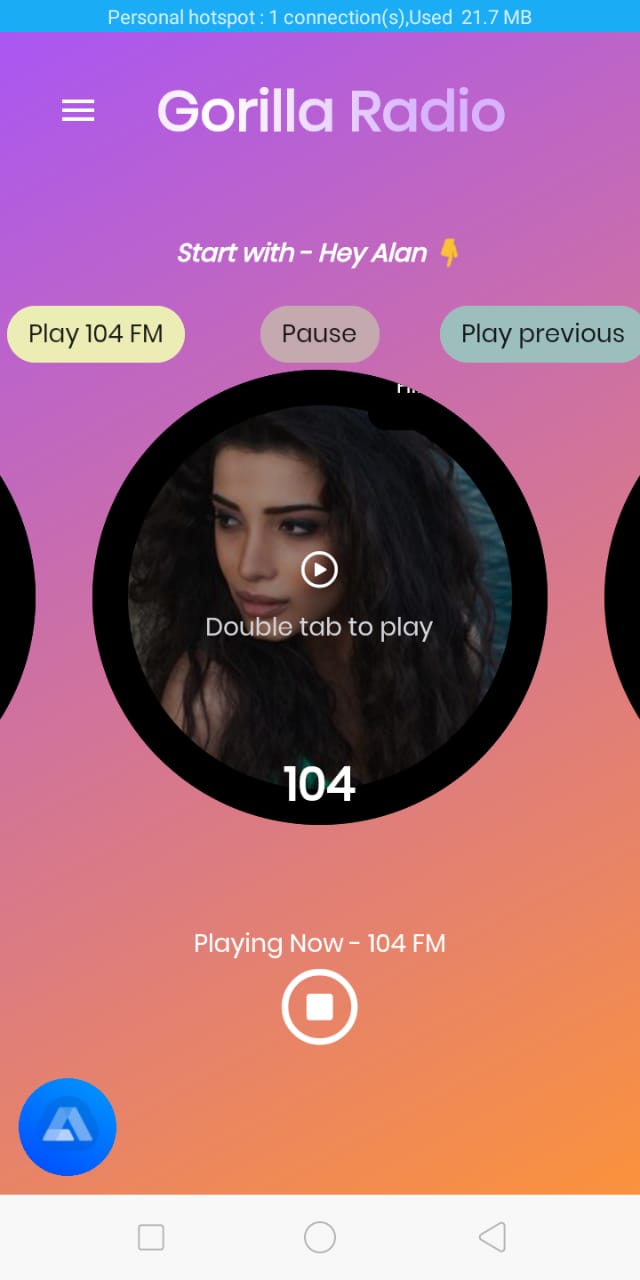 Personal hotspot : 1 connection(s),Used 21.7 MB
Gorilla Radio
Start with - Hey Alan 👇
Play 104 FM
Pause
Play previous
Double tab to play
104
Playing Now - 104 FM